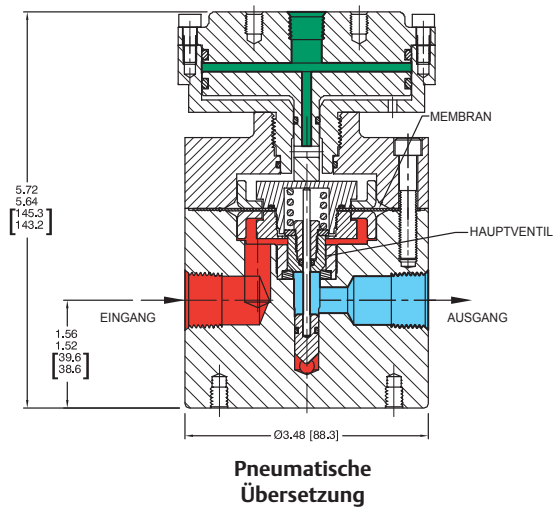 MEMBRAN
5.72
5.64
[145.3
143.2]
HAUPTVENTIL
EINGANG
AUSGANG
1.56
1.52
[39.6
38.6]
Ø3.48 [88.3]
Pneumatische
Übersetzung